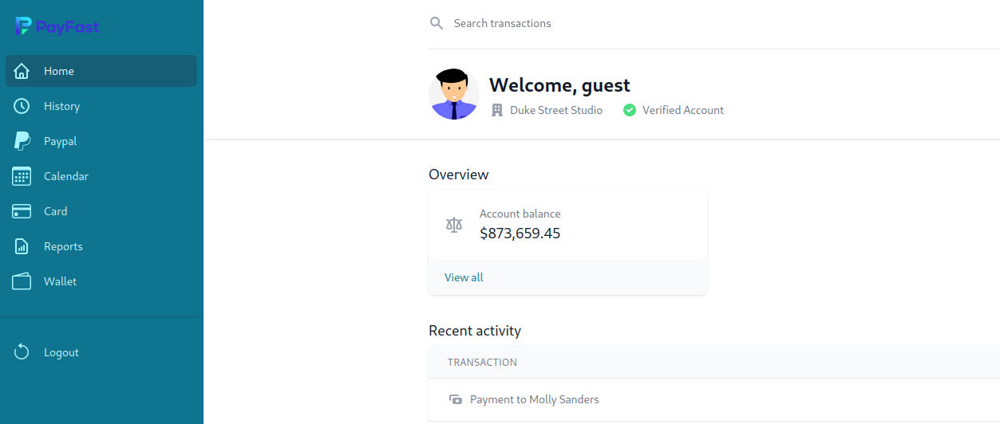 PayFast
Home
History
Paypal
Calendar
Card
Reports
Wallet
Logout
Search transactions
Welcome, guest
Duke Street Studio
Verified Account
Overview
Account balance
$873,659.45
View all
Recent activity
TRANSACTION
Payment to Molly Sanders